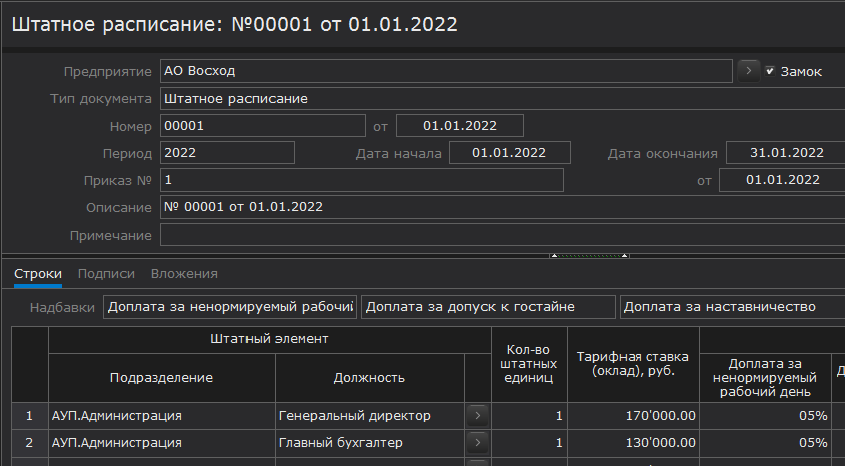 Штатное расписание: №00001 от 01.01.2022
Предприятие АО Восход Замок
Тип документа Штатное расписание
Номер 00001 от 01.01.2022
Период 2022 Дата начала 01.01.2022 Дата окончания 31.01.2022
Приказ № 1 от 01.01.2022
Описание № 00001 от 01.01.2022
Примечание
Строки Подписи Вложения
Надбавки Доплата за ненормируемый рабочий Доплата за допуск к гостайне Доплата за наставничество
Штатный элемент
Подразделение Должность
Кол-во
штатных
единиц
Тарифная ставка
(оклад), руб.
Доплата за
ненормируемый
рабочий день
1 АУП.Администрация Генеральный директор 1 170'000.00 05%
2 АУП.Администрация Главный бухгалтер 1 130'000.00 05%